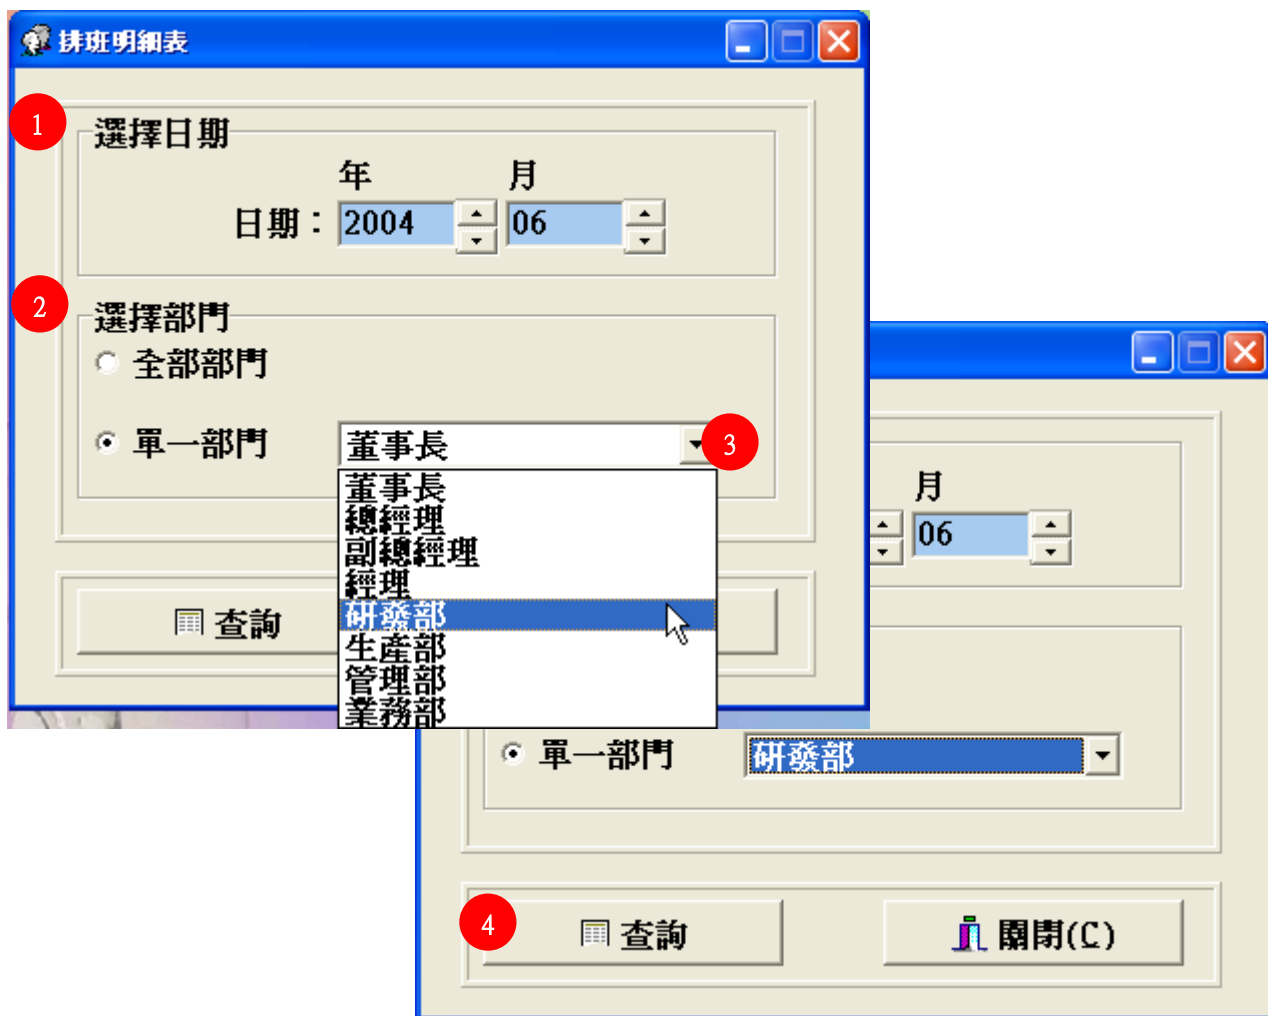 排班明細表
1
選擇日期
年 月
日期：2004 06
2
選擇部門
全部部門
單一部門 董事長
3
董事長
總經理
副總經理
經理
研發部
生產部
管理部
業務部
查詢
月
06
單一部門 研發部
4
查詢 關閉(C)